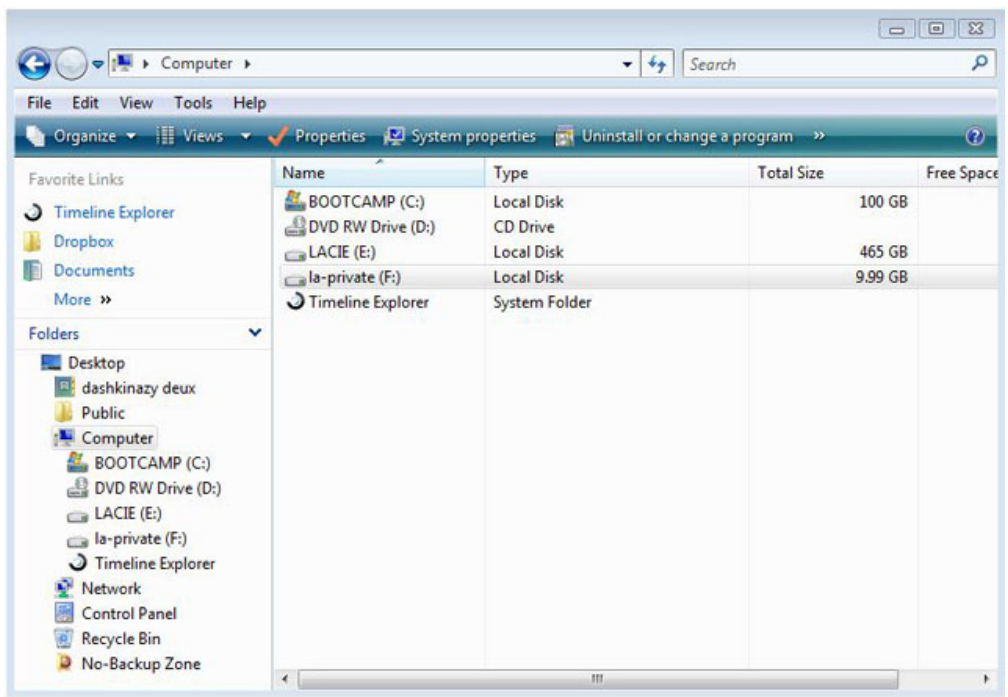 Computer
Search
File Edit View Tools Help
Organize Views Properties System properties Uninstall or change a program »
Favorite Links
Timeline Explorer
Dropbox
Documents
More »
Folders
Desktop
dashkinazy deux
Public
Computer
BOOTCAMP (C:)
DVD RW Drive (D:)
LACIE (E:)
la-private (F:)
Timeline Explorer
Network
Control Panel
Recycle Bin
No-Backup Zone
Name Type Total Size Free Space
BOOTCAMP (C:) Local Disk 100 GB
DVD RW Drive (D:) CD Drive
LACIE (E:) Local Disk 465 GB
la-private (F:) Local Disk 9.99 GB
Timeline Explorer System Folder